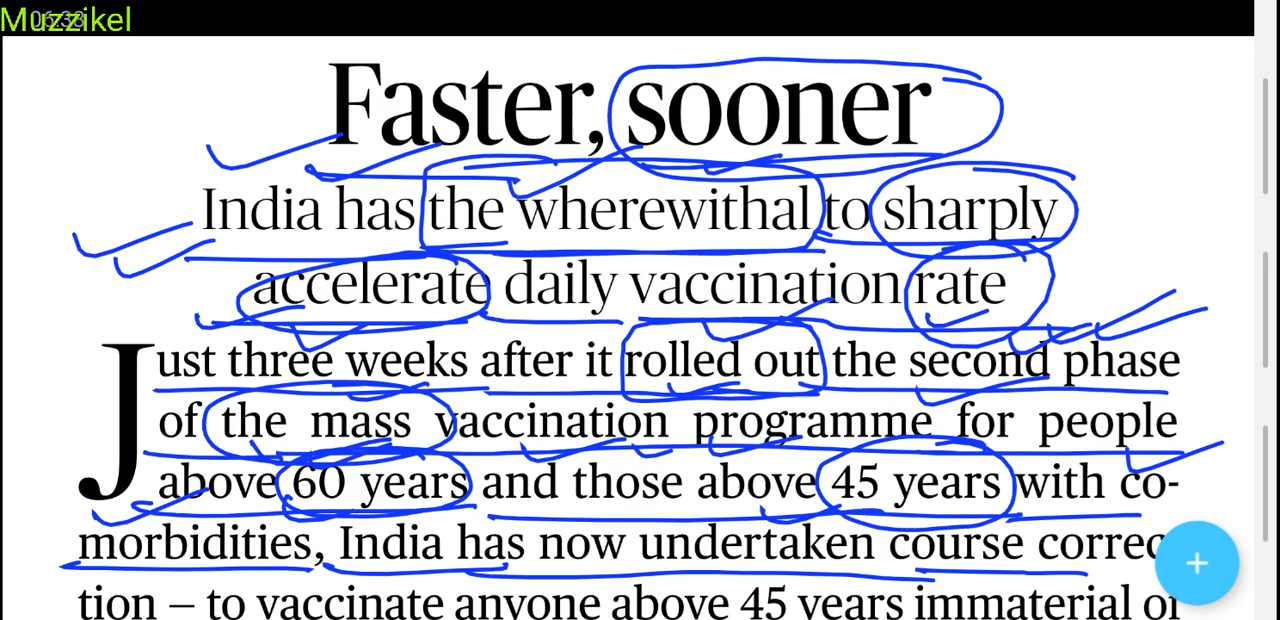 Muzzikel
06:33
Faster, sooner
India has the wherewithal to sharply
accelerate daily vaccination rate
Just three weeks after it rolled out the second phase
of the mass vaccination programme for people
above 60 years and those above 45 years with co-
morbidities, India has now undertaken course correc
tion – to vaccinate anyone above 45 years immaterial of